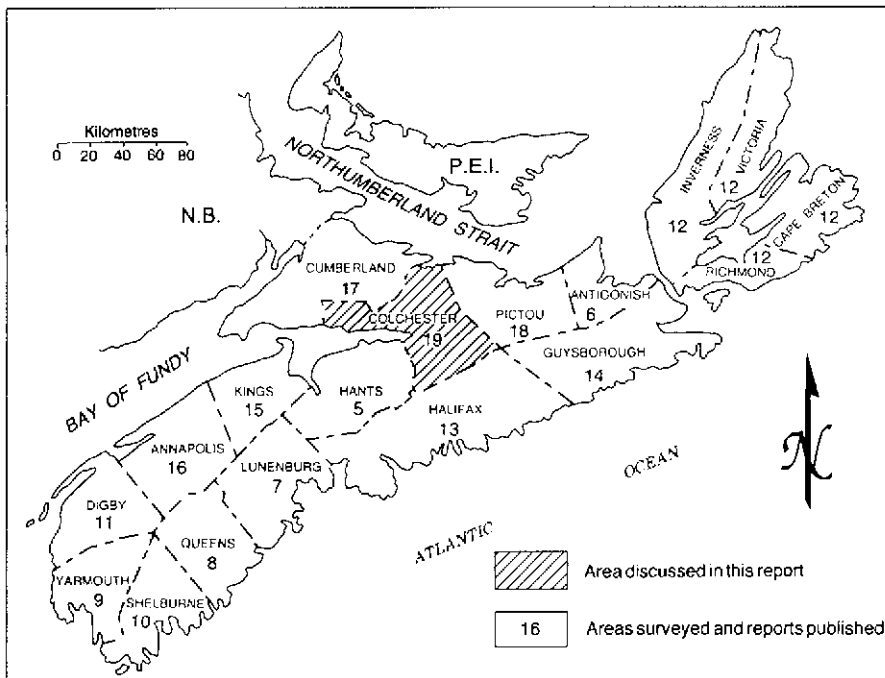 Kilometres
0 20 40 60 80
N.B.
P.E.I.
NORTHUMBERLAND STRAIT
INVERNESS
12
VICTORIA
12
CAPE BRETON
12
12
RICHMOND
CUMBERLAND
17
COLCHESTER
19
PICTOU
18
ANTIGONISH
6
GUYSBOROUGH
14
BAY OF FUNDY
KINGS
15
HANTS
5
HALIFAX
13
ANNAPOLIS
16
LUNENBURG
7
DIGBY
11
QUEENS
8
YARMOUTH
9
SHELBURNE
10
ATLANTIC OCEAN
N
Area discussed in this report
16 Areas surveyed and reports published